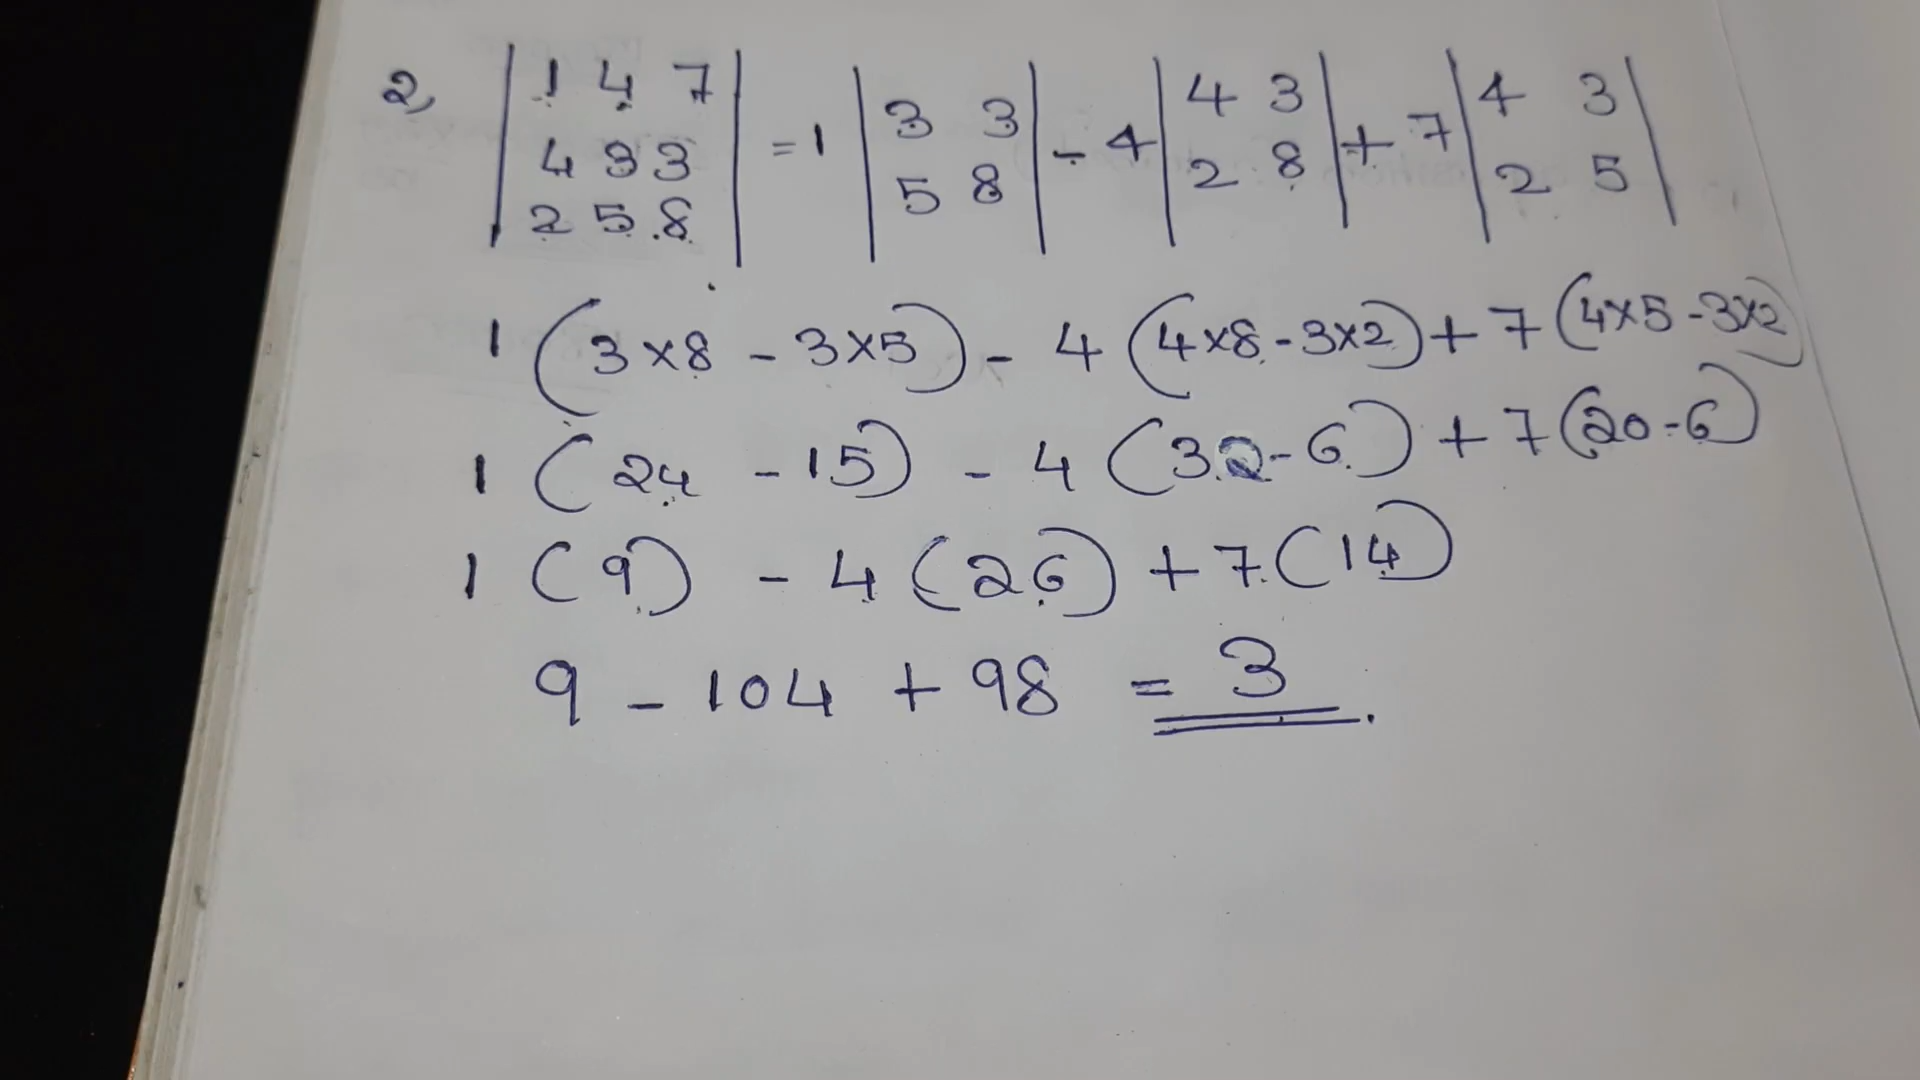 2, | 1 4 7 | = 1 | 3 3 | - 4 | 4 3 | + 7 | 4 3 |
| 4 3 3 | | 5 8 | | 2 8 | | 2 5 |
| 2 5 8 |
1 (3×8 - 3×5) - 4 (4×8 - 3×2) + 7 (4×5 - 3×2)
1 (24 - 15) - 4 (32 - 6) + 7 (20 - 6)
1 (9) - 4 (26) + 7 (14)
9 - 104 + 98 = 3.